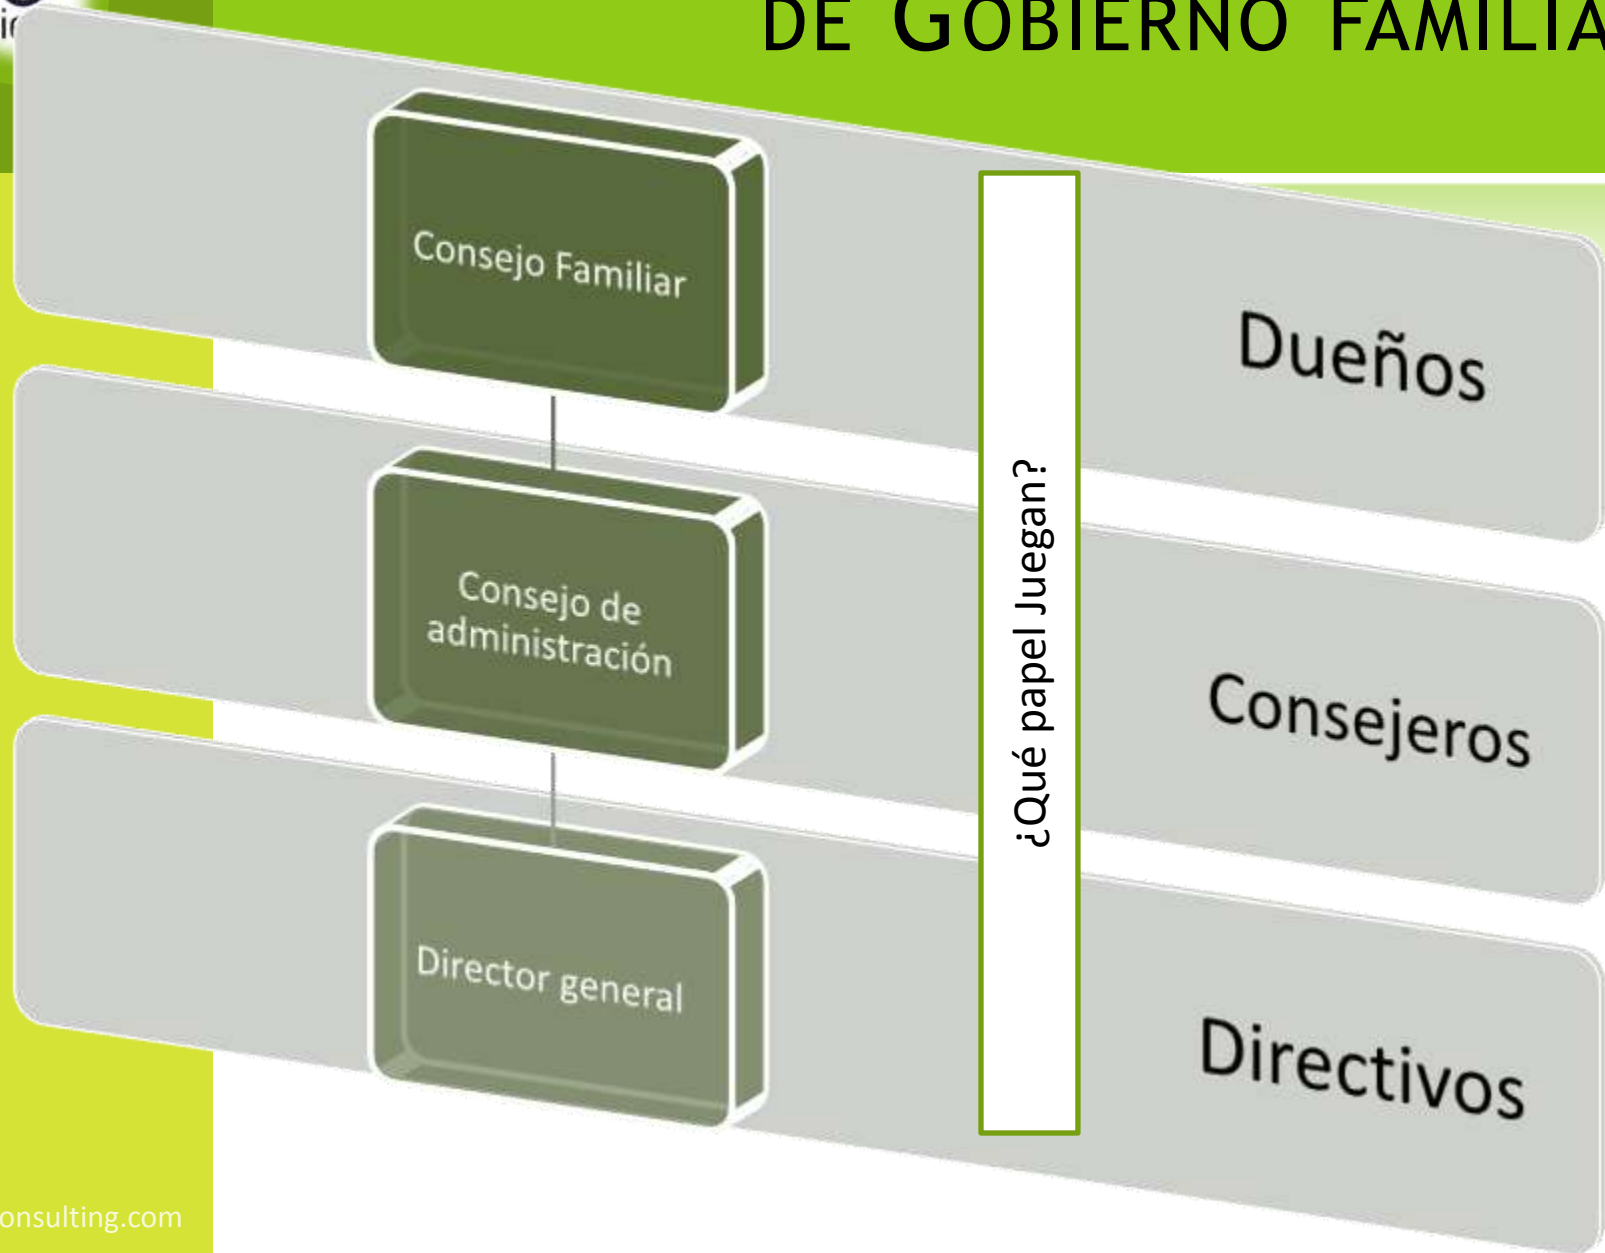 DE GOBIERNO FAMILIA
Consejo Familiar
Dueños
¿Qué papel Juegan?
Consejo de
administración
Consejeros
Director general
Directivos
onsulting.com